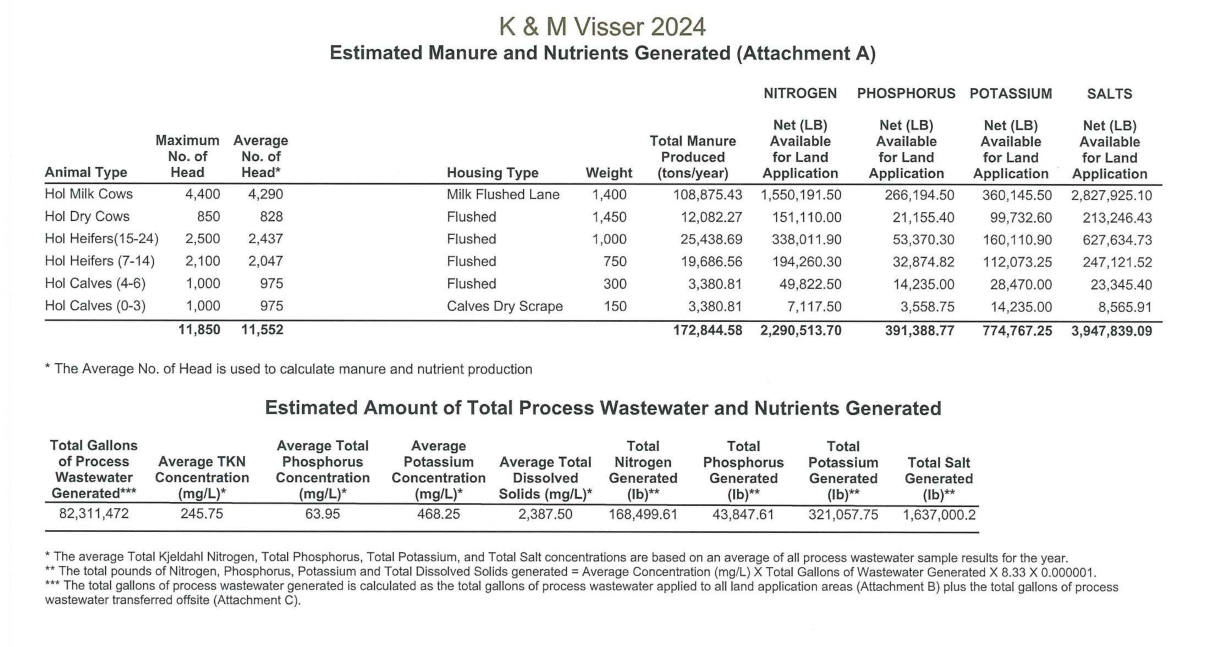 K & M Visser 2024
Estimated Manure and Nutrients Generated (Attachment A)
NITROGEN PHOSPHORUS POTASSIUM SALTS
Animal Type Maximum No. of Head Average No. of Head* Housing Type Weight Total Manure Produced (tons/year) Net (LB) Available for Land Application Net (LB) Available for Land Application Net (LB) Available for Land Application Net (LB) Available for Land Application
Hol Milk Cows 4,400 4,290 Milk Flushed Lane 1,400 108,875.43 1,550,191.50 266,194.50 360,145.50 2,827,925.10
Hol Dry Cows 850 828 Flushed 1,450 12,082.27 151,110.00 21,155.40 99,732.60 213,246.43
Hol Heifers(15-24) 2,500 2,437 Flushed 1,000 25,438.69 338,011.90 53,370.30 160,110.90 627,634.73
Hol Heifers (7-14) 2,100 2,047 Flushed 750 19,686.56 194,260.30 32,874.82 112,073.25 247,121.52
Hol Calves (4-6) 1,000 975 Flushed 300 3,380.81 49,822.50 14,235.00 28,470.00 23,345.40
Hol Calves (0-3) 1,000 975 Calves Dry Scrape 150 3,380.81 7,117.50 3,558.75 14,235.00 8,565.91
11,850 11,552 172,844.58 2,290,513.70 391,388.77 774,767.25 3,947,839.09
* The Average No. of Head is used to calculate manure and nutrient production
Estimated Amount of Total Process Wastewater and Nutrients Generated
Total Gallons of Process Wastewater Generated*** Average TKN Concentration (mg/L)* Average Total Phosphorus Concentration (mg/L)* Average Potassium Concentration (mg/L)* Average Total Dissolved Solids (mg/L)* Total Nitrogen Generated (lb)** Total Phosphorus Generated (lb)** Total Potassium Generated (lb)** Total Salt Generated (lb)**
82,311,472 245.75 63.95 468.25 2,387.50 168,499.61 43,847.61 321,057.75 1,637,000.2
* The average Total Kjeldahl Nitrogen, Total Phosphorus, Total Potassium, and Total Salt concentrations are based on an average of all process wastewater sample results for the year.
** The total pounds of Nitrogen, Phosphorus, Potassium and Total Dissolved Solids generated = Average Concentration (mg/L) X Total Gallons of Wastewater Generated X 8.33 X 0.000001.
*** The total gallons of process wastewater generated is calculated as the total gallons of process wastewater applied to all land application areas (Attachment B) plus the total gallons of process
wastewater transferred offsite (Attachment C).